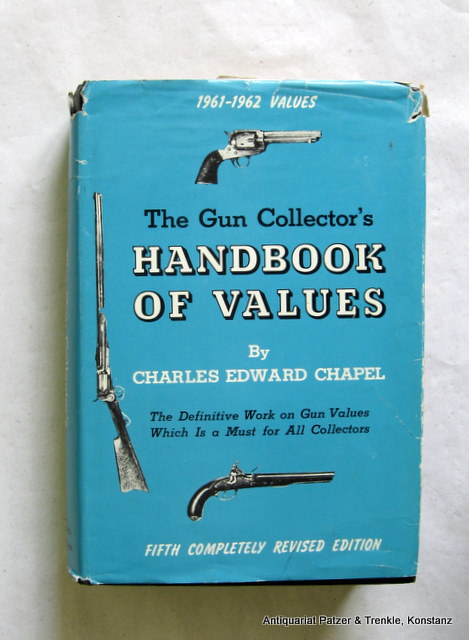 1961-1962 VALUES
The Gun Collector's
HANDBOOK
OF VALUES
By
CHARLES EDWARD CHAPEL
The Definitive Work on Gun Values
Which Is a Must for All Collectors
FIFTH COMPLETELY REVISED EDITION
Antiquariat Patzer & Trenkle, Konstanz